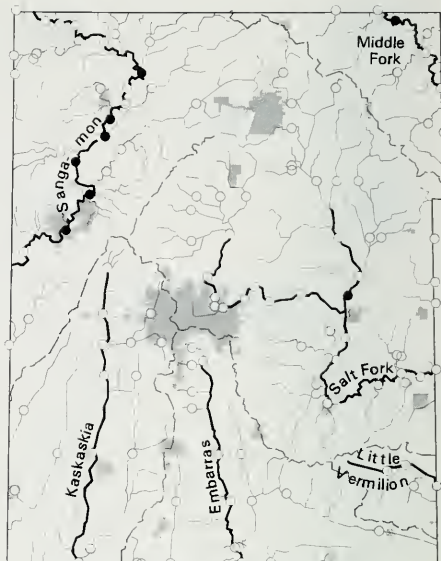 Middle
Fork
Sanga-
mon
Salt Fork
Kaskaskia
Embarras
Little
Vermilion